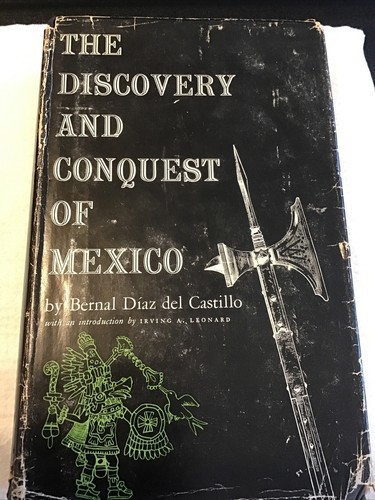 THE
DISCOVERY
AND
CONQUEST
OF
MEXICO
by Bernal Díaz del Castillo
with an introduction by IRVING A. LEONARD